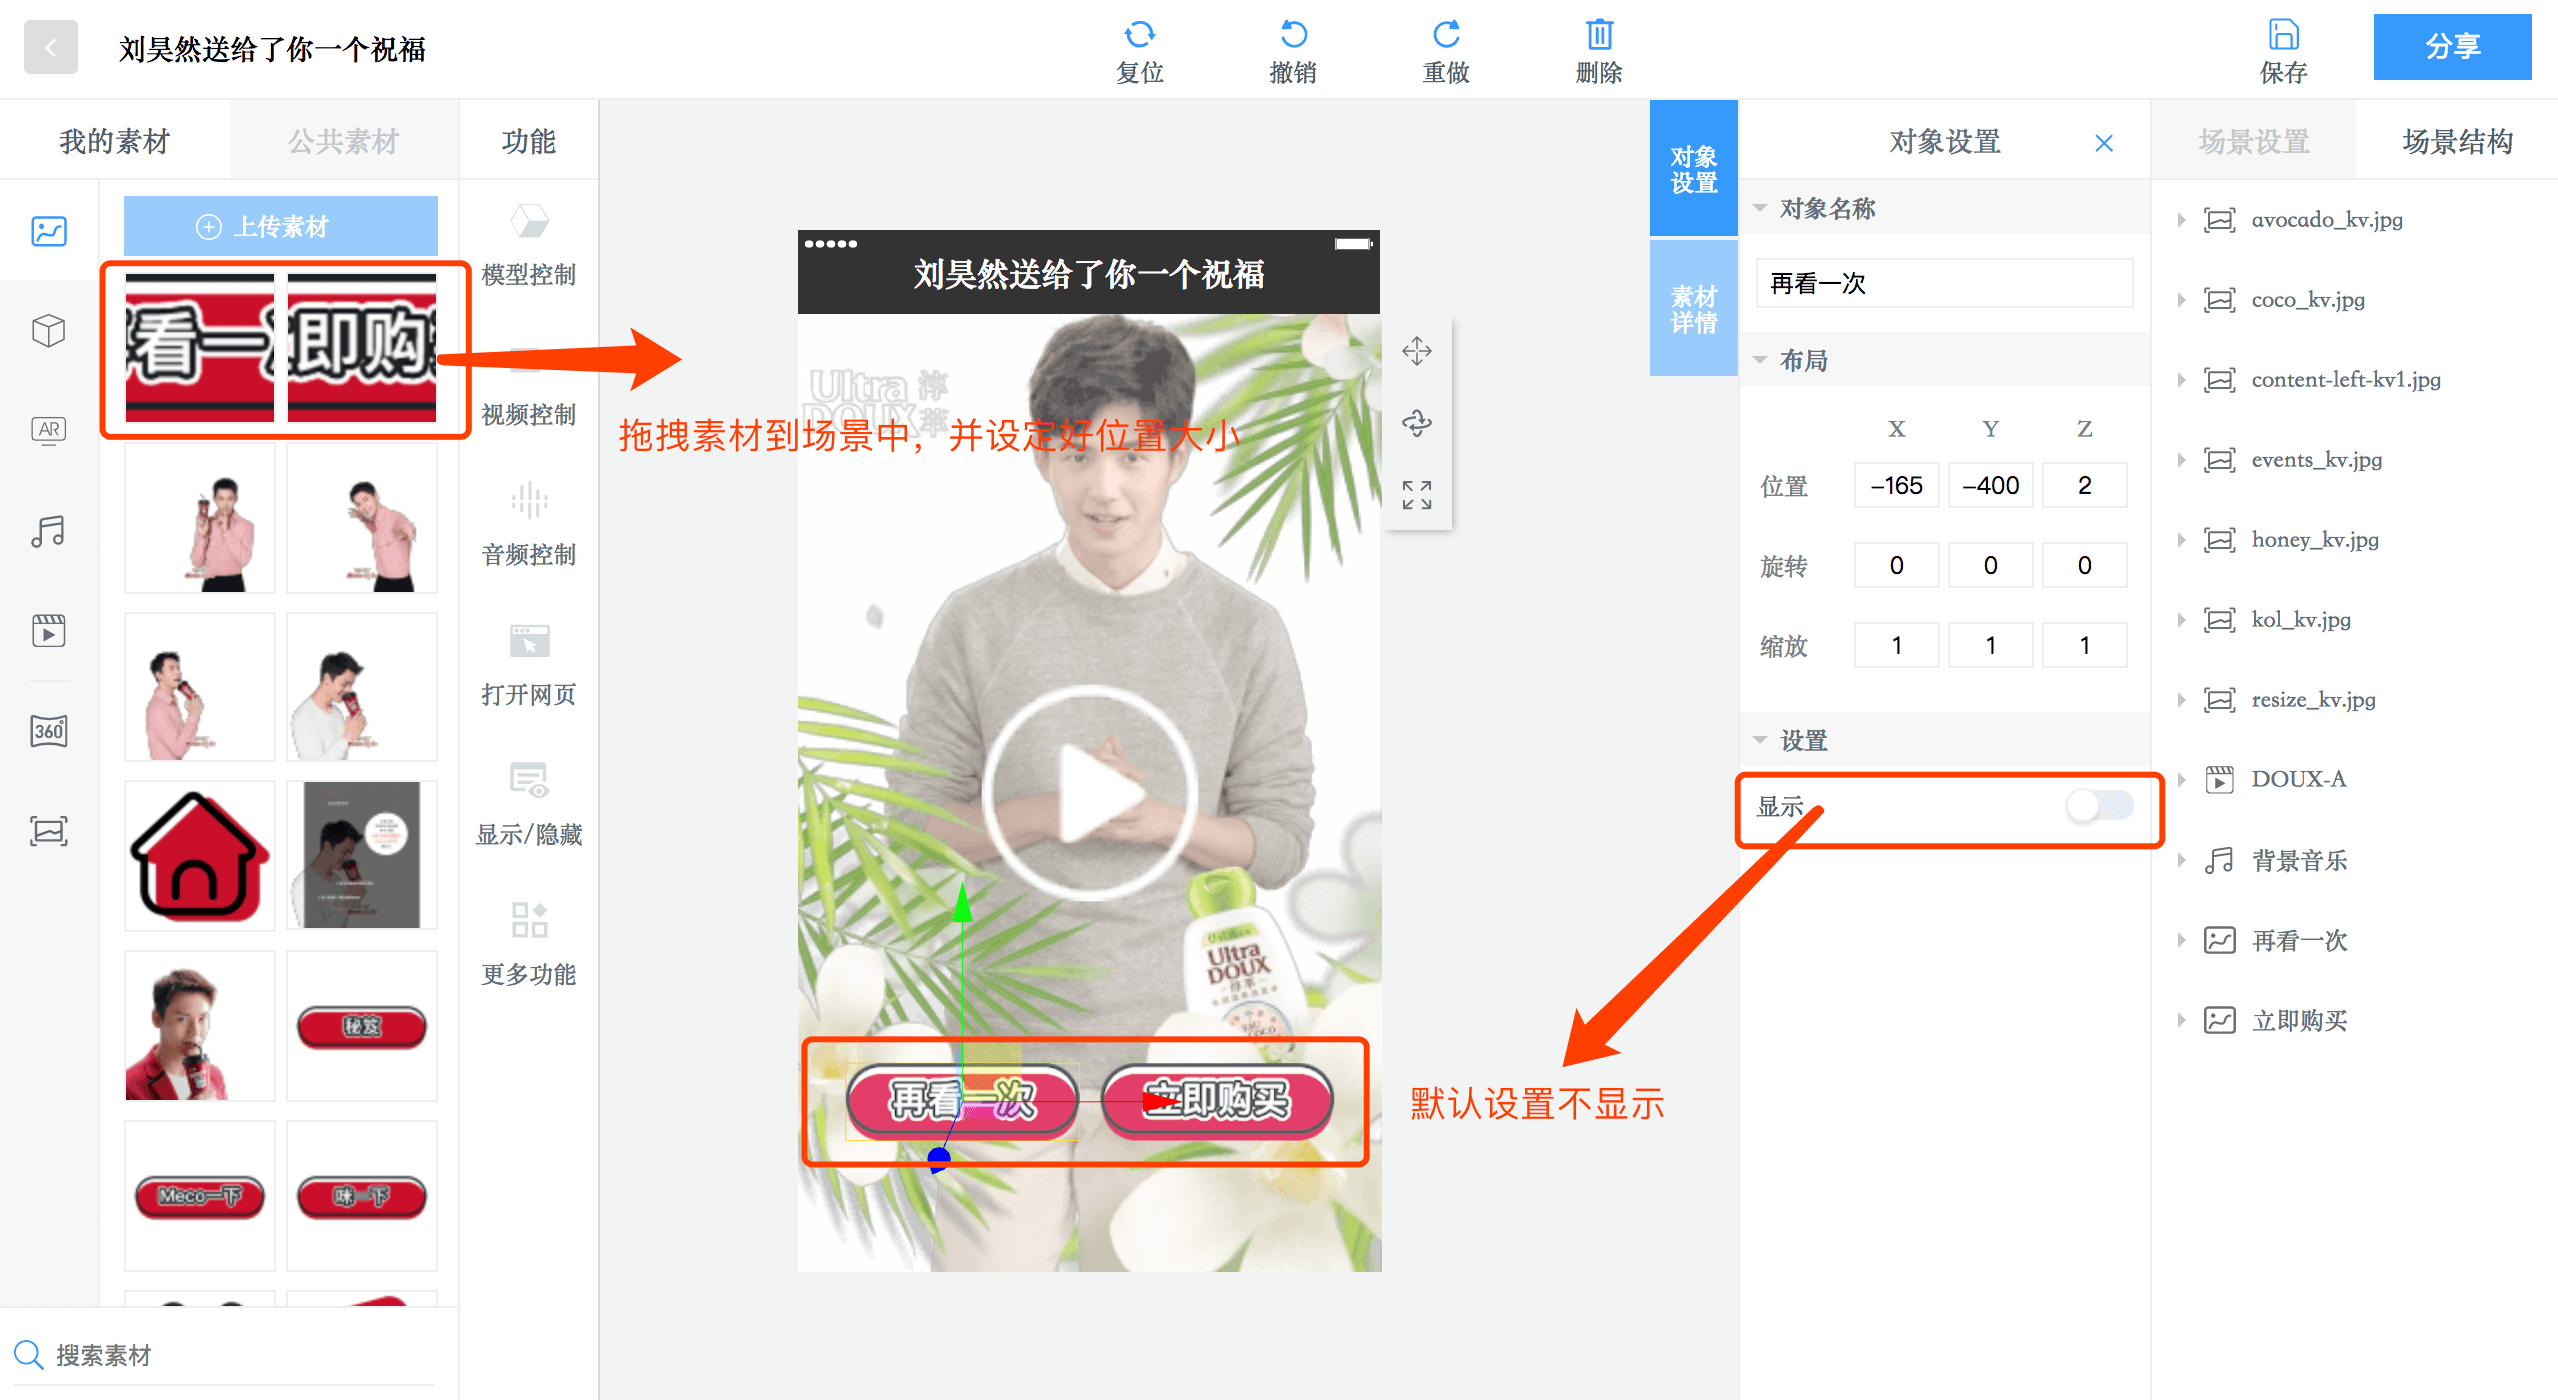 刘昊然送给了你一个祝福
复位
撤销
重做
删除
保存
分享
我的素材
公共素材
功能
上传素材
看一次
即购
AR
360°
秘笈
Meco一下
咪一下
搜索素材
模型控制
视频控制
音频控制
打开网页
显示/隐藏
更多功能
刘昊然送给了你一个祝福
Ultra 淳
DOUX 萃
拖拽素材到场景中，并设定好位置大小
Ultra
DOUX
再看一次
立即购买
默认设置不显示
对象
设置
素材
详情
对象设置
对象名称
再看一次
布局
X Y Z
位置 -165 -400 2
旋转 0 0 0
缩放 1 1 1
设置
显示
场景设置
场景结构
avocado_kv.jpg
coco_kv.jpg
content-left-kv1.jpg
events_kv.jpg
honey_kv.jpg
kol_kv.jpg
resize_kv.jpg
DOUX-A
背景音乐
再看一次
立即购买